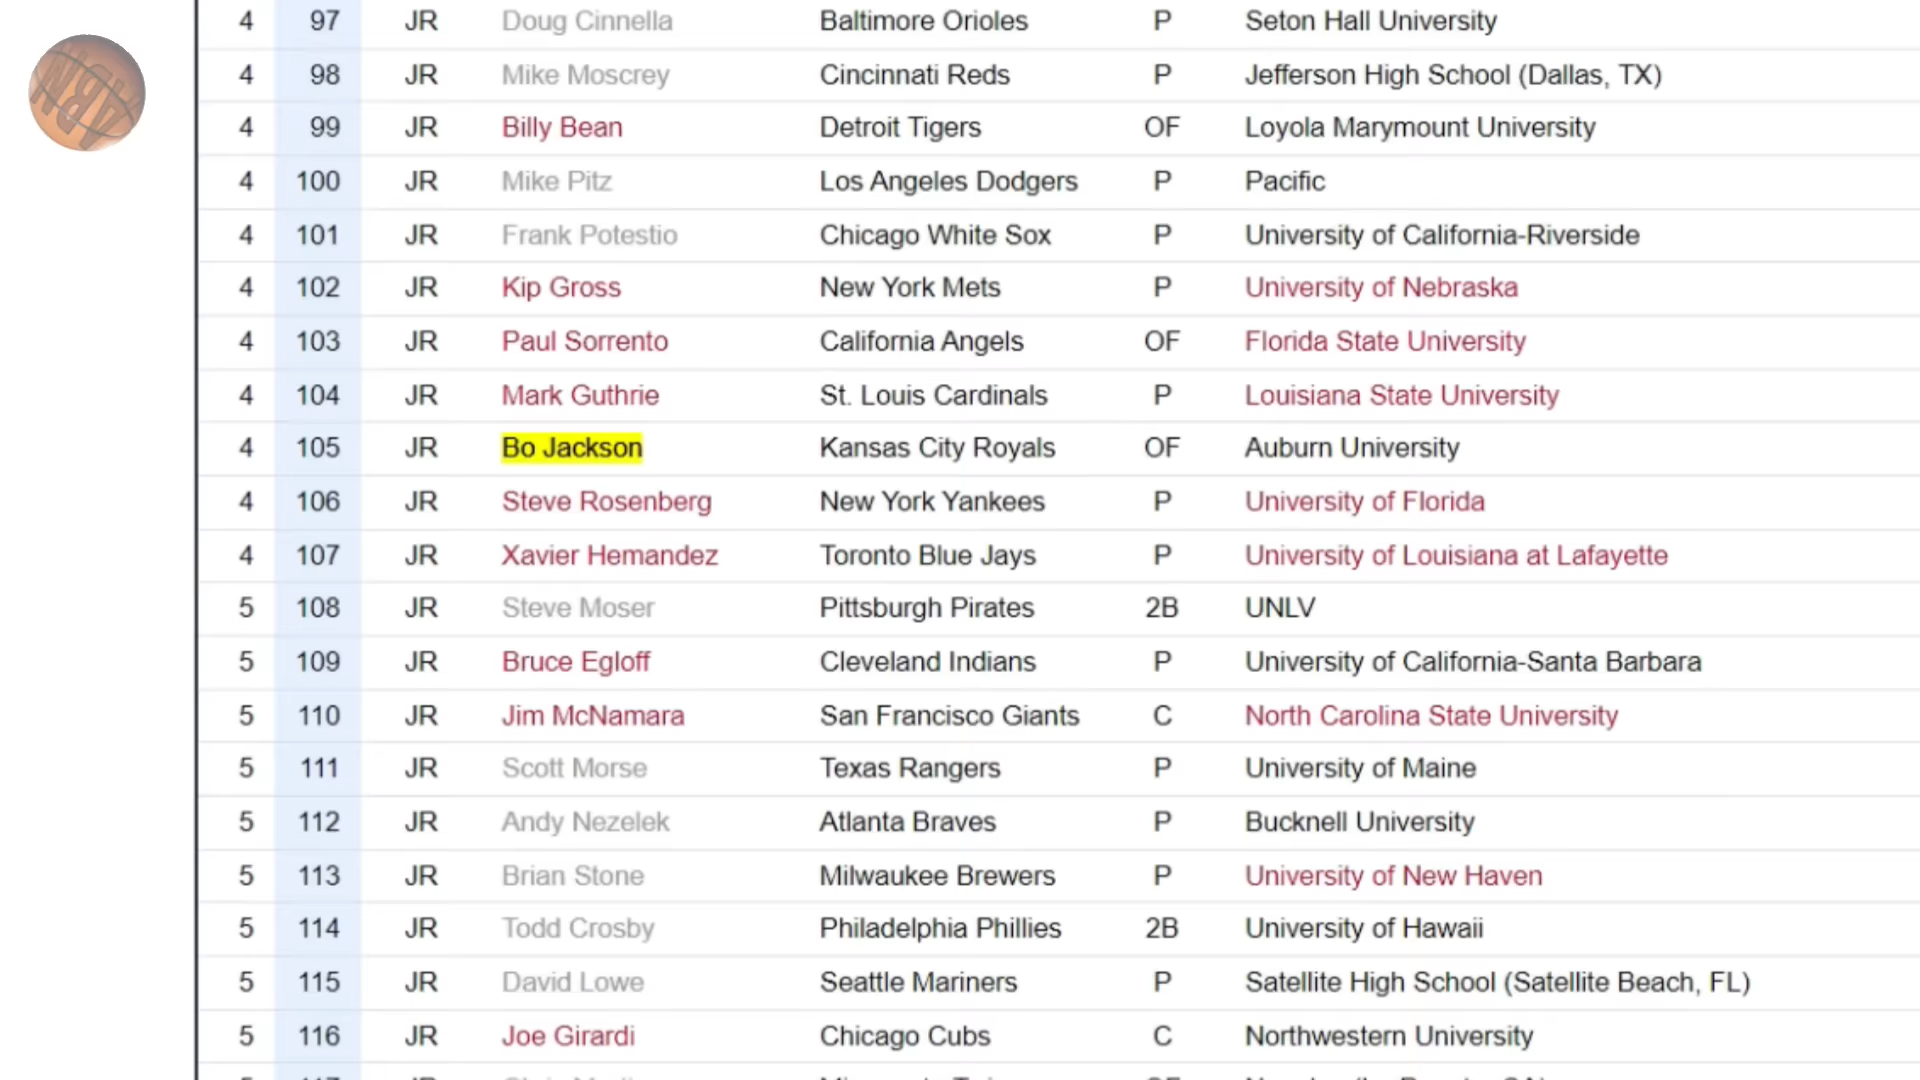 4 97 JR Doug Cinnella Baltimore Orioles P Seton Hall University
4 98 JR Mike Moscrey Cincinnati Reds P Jefferson High School (Dallas, TX)
4 99 JR Billy Bean Detroit Tigers OF Loyola Marymount University
4 100 JR Mike Pitz Los Angeles Dodgers P Pacific
4 101 JR Frank Potestio Chicago White Sox P University of California-Riverside
4 102 JR Kip Gross New York Mets P University of Nebraska
4 103 JR Paul Sorrento California Angels OF Florida State University
4 104 JR Mark Guthrie St. Louis Cardinals P Louisiana State University
4 105 JR Bo Jackson Kansas City Royals OF Auburn University
4 106 JR Steve Rosenberg New York Yankees P University of Florida
4 107 JR Xavier Hernandez Toronto Blue Jays P University of Louisiana at Lafayette
5 108 JR Steve Moser Pittsburgh Pirates 2B UNLV
5 109 JR Bruce Egloff Cleveland Indians P University of California-Santa Barbara
5 110 JR Jim McNamara San Francisco Giants C North Carolina State University
5 111 JR Scott Morse Texas Rangers P University of Maine
5 112 JR Andy Nezelek Atlanta Braves P Bucknell University
5 113 JR Brian Stone Milwaukee Brewers P University of New Haven
5 114 JR Todd Crosby Philadelphia Phillies 2B University of Hawaii
5 115 JR David Lowe Seattle Mariners P Satellite High School (Satellite Beach, FL)
5 116 JR Joe Girardi Chicago Cubs C Northwestern University